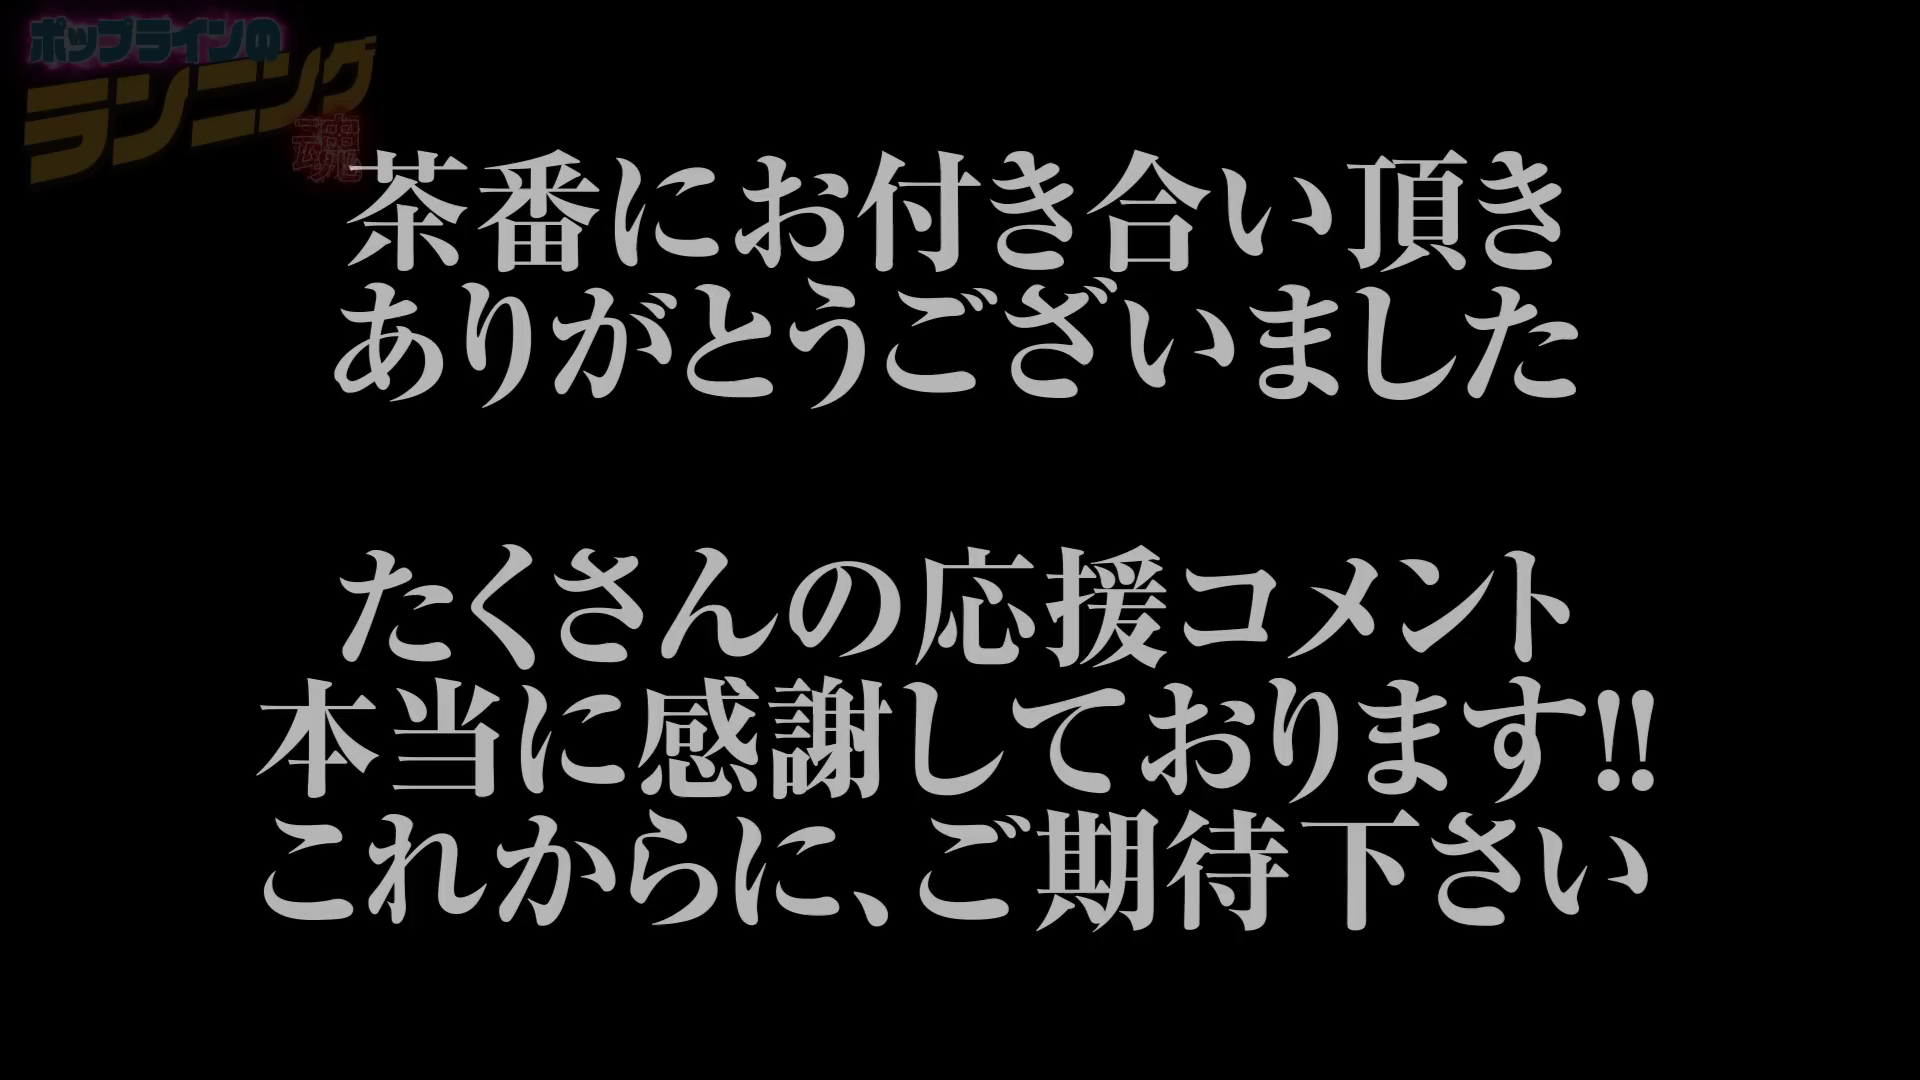 ポップラインの
ランニング
魂
茶番にお付き合い頂き
ありがとうございました
たくさんの応援コメント
本当に感謝しております!!
これからに、ご期待下さい